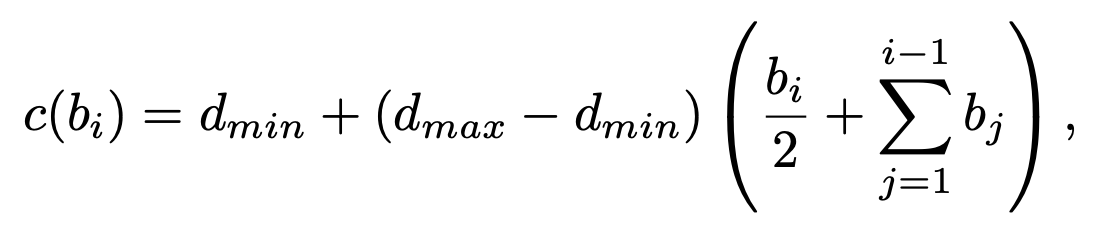 $c(b_i) = d_{min} + (d_{max} - d_{min}) \left( \frac{b_i}{2} + \sum_{j=1}^{i-1} b_j \right),$